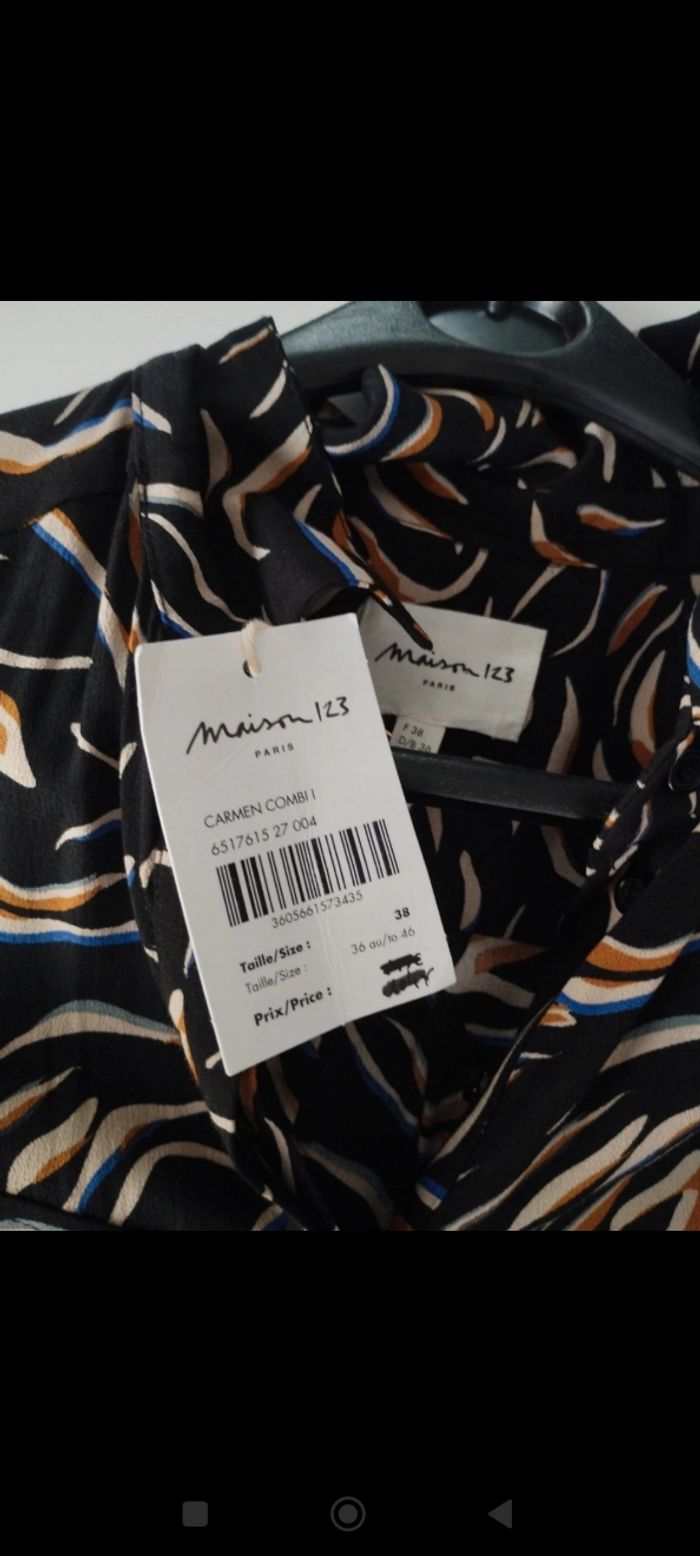 maison 123
PARIS
F 38
D/B 36
maison 123
PARIS
CARMEN COMBI I
6517615 27 004
3605661573435
Taille/Size : 38
Taille/Size : 36 au/to 46
Prix/Price :